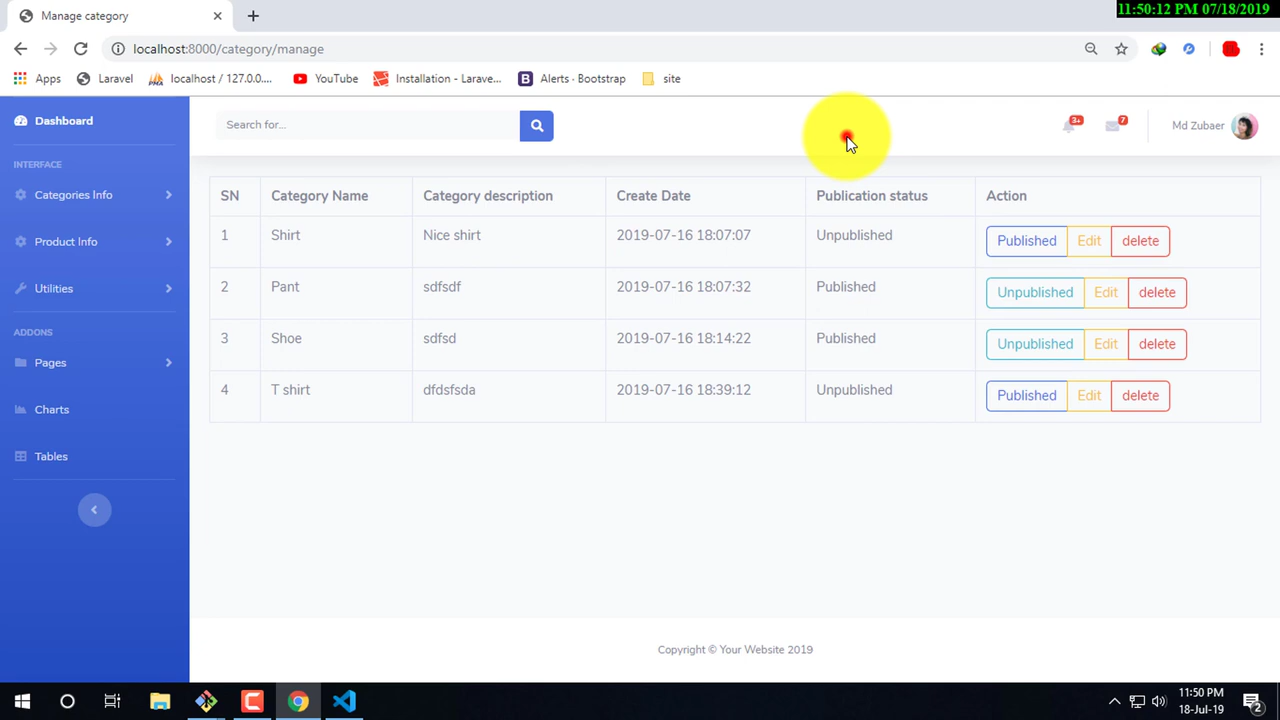 Manage category
11:50:12 PM 07/18/2019
localhost:8000/category/manage
Apps Laravel localhost / 127.0.0.... YouTube Installation - Larave... Alerts · Bootstrap site
Dashboard
Search for...
3+ 7 Md Zubaer
INTERFACE
Categories Info
Product Info
Utilities
ADDONS
Pages
Charts
Tables
SN Category Name Category description Create Date Publication status Action
1 Shirt Nice shirt 2019-07-16 18:07:07 Unpublished Published Edit delete
2 Pant sdfsdf 2019-07-16 18:07:32 Published Unpublished Edit delete
3 Shoe sdfsd 2019-07-16 18:14:22 Published Unpublished Edit delete
4 T shirt dfdsfsda 2019-07-16 18:39:12 Unpublished Published Edit delete
Copyright © Your Website 2019
11:50 PM
18-Jul-19
2